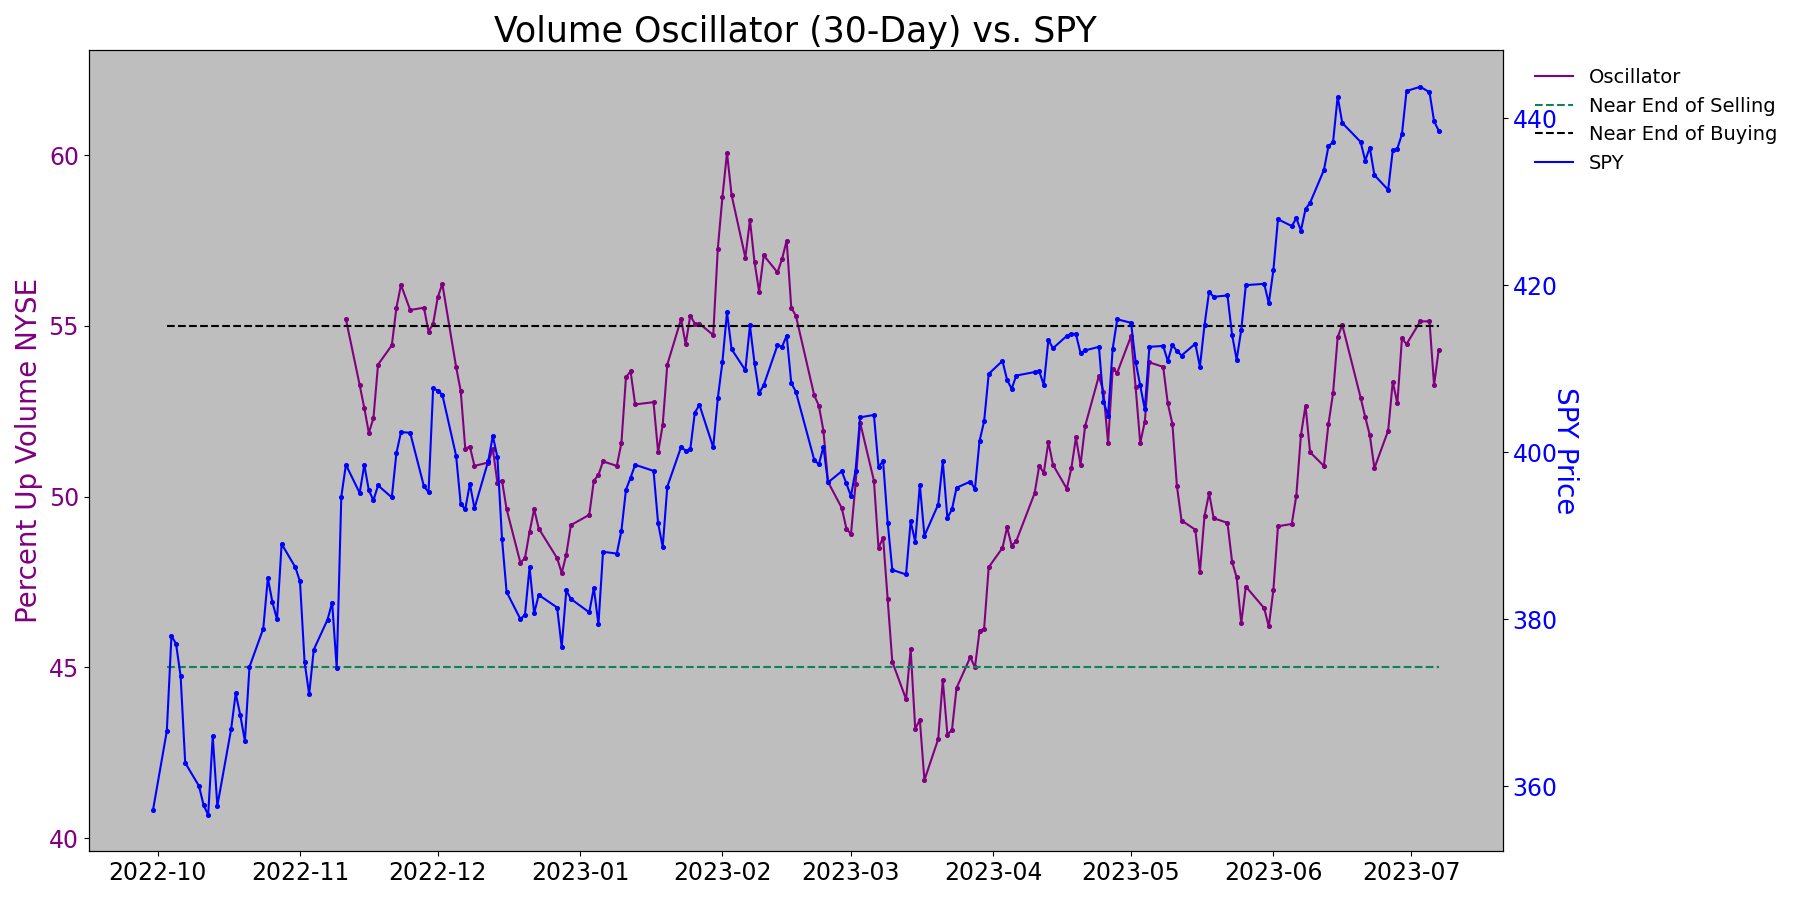 Volume Oscillator (30-Day) vs. SPY
Percent Up Volume NYSE
60
55
50
45
40
2022-10
2022-11
2022-12
2023-01
2023-02
2023-03
2023-04
2023-05
2023-06
2023-07
440
420
400
380
360
SPY Price
Oscillator
Near End of Selling
Near End of Buying
SPY